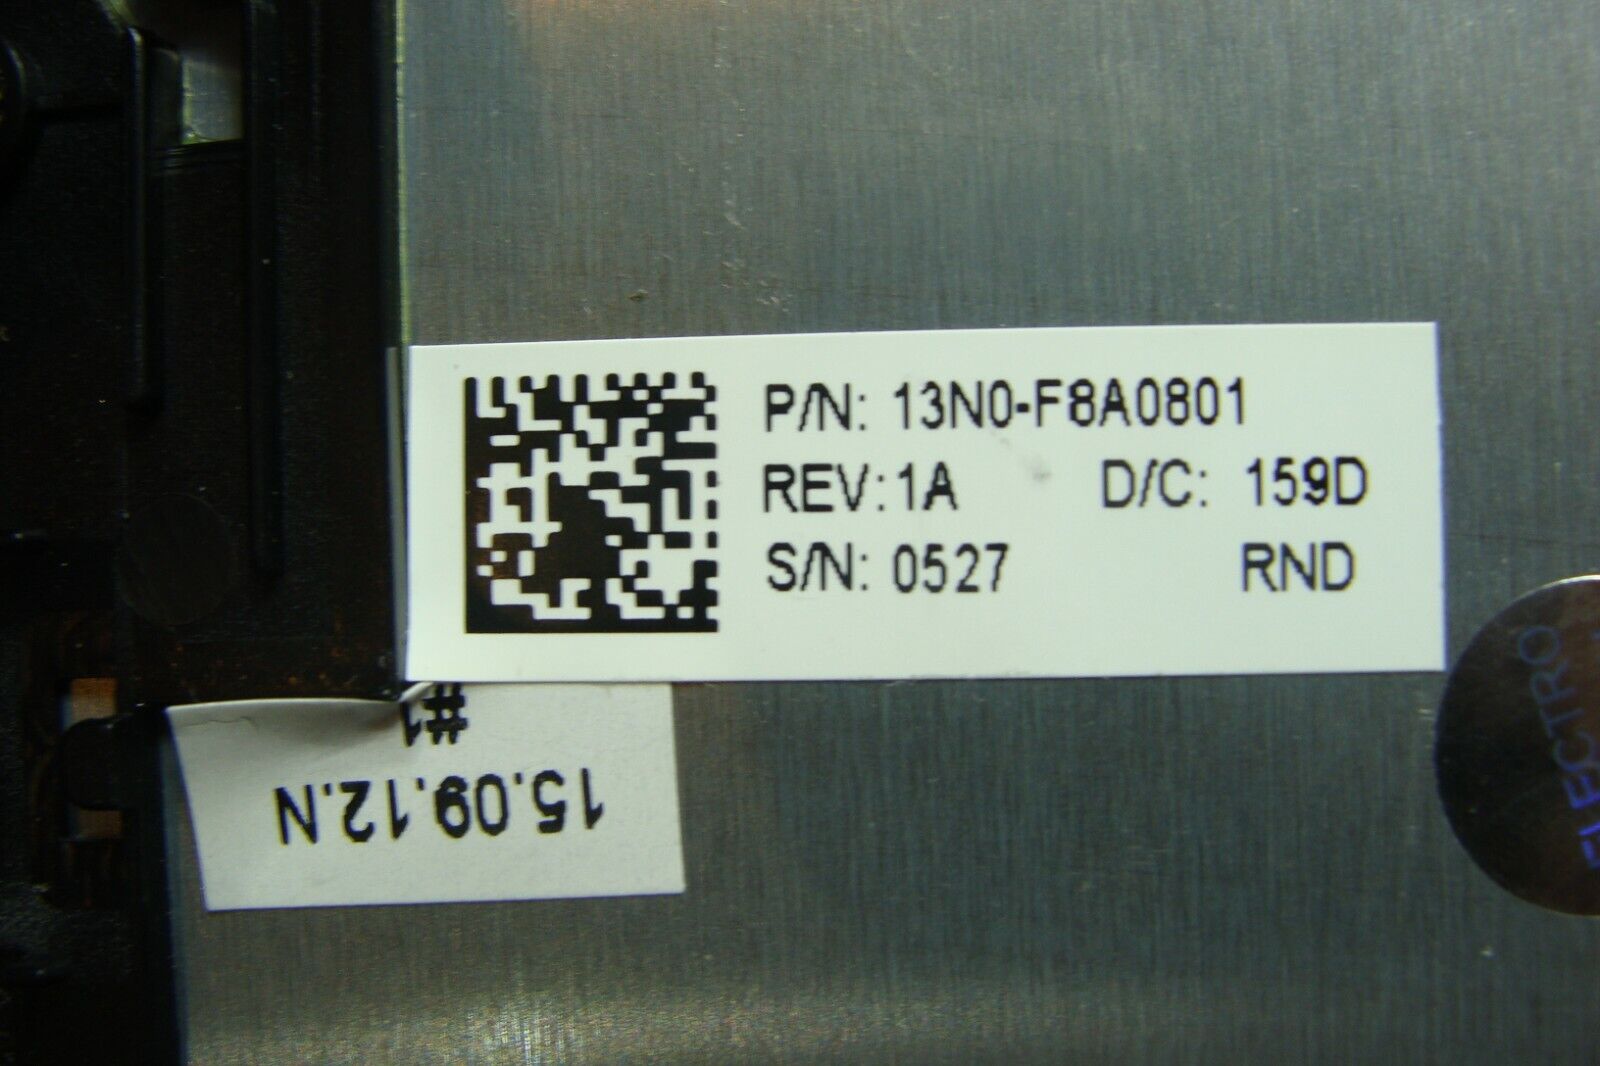 P/N: 13N0-F8A0801
REV:1A D/C: 159D
S/N: 0527 RND
#1
15.09.12.N
ELECTRO